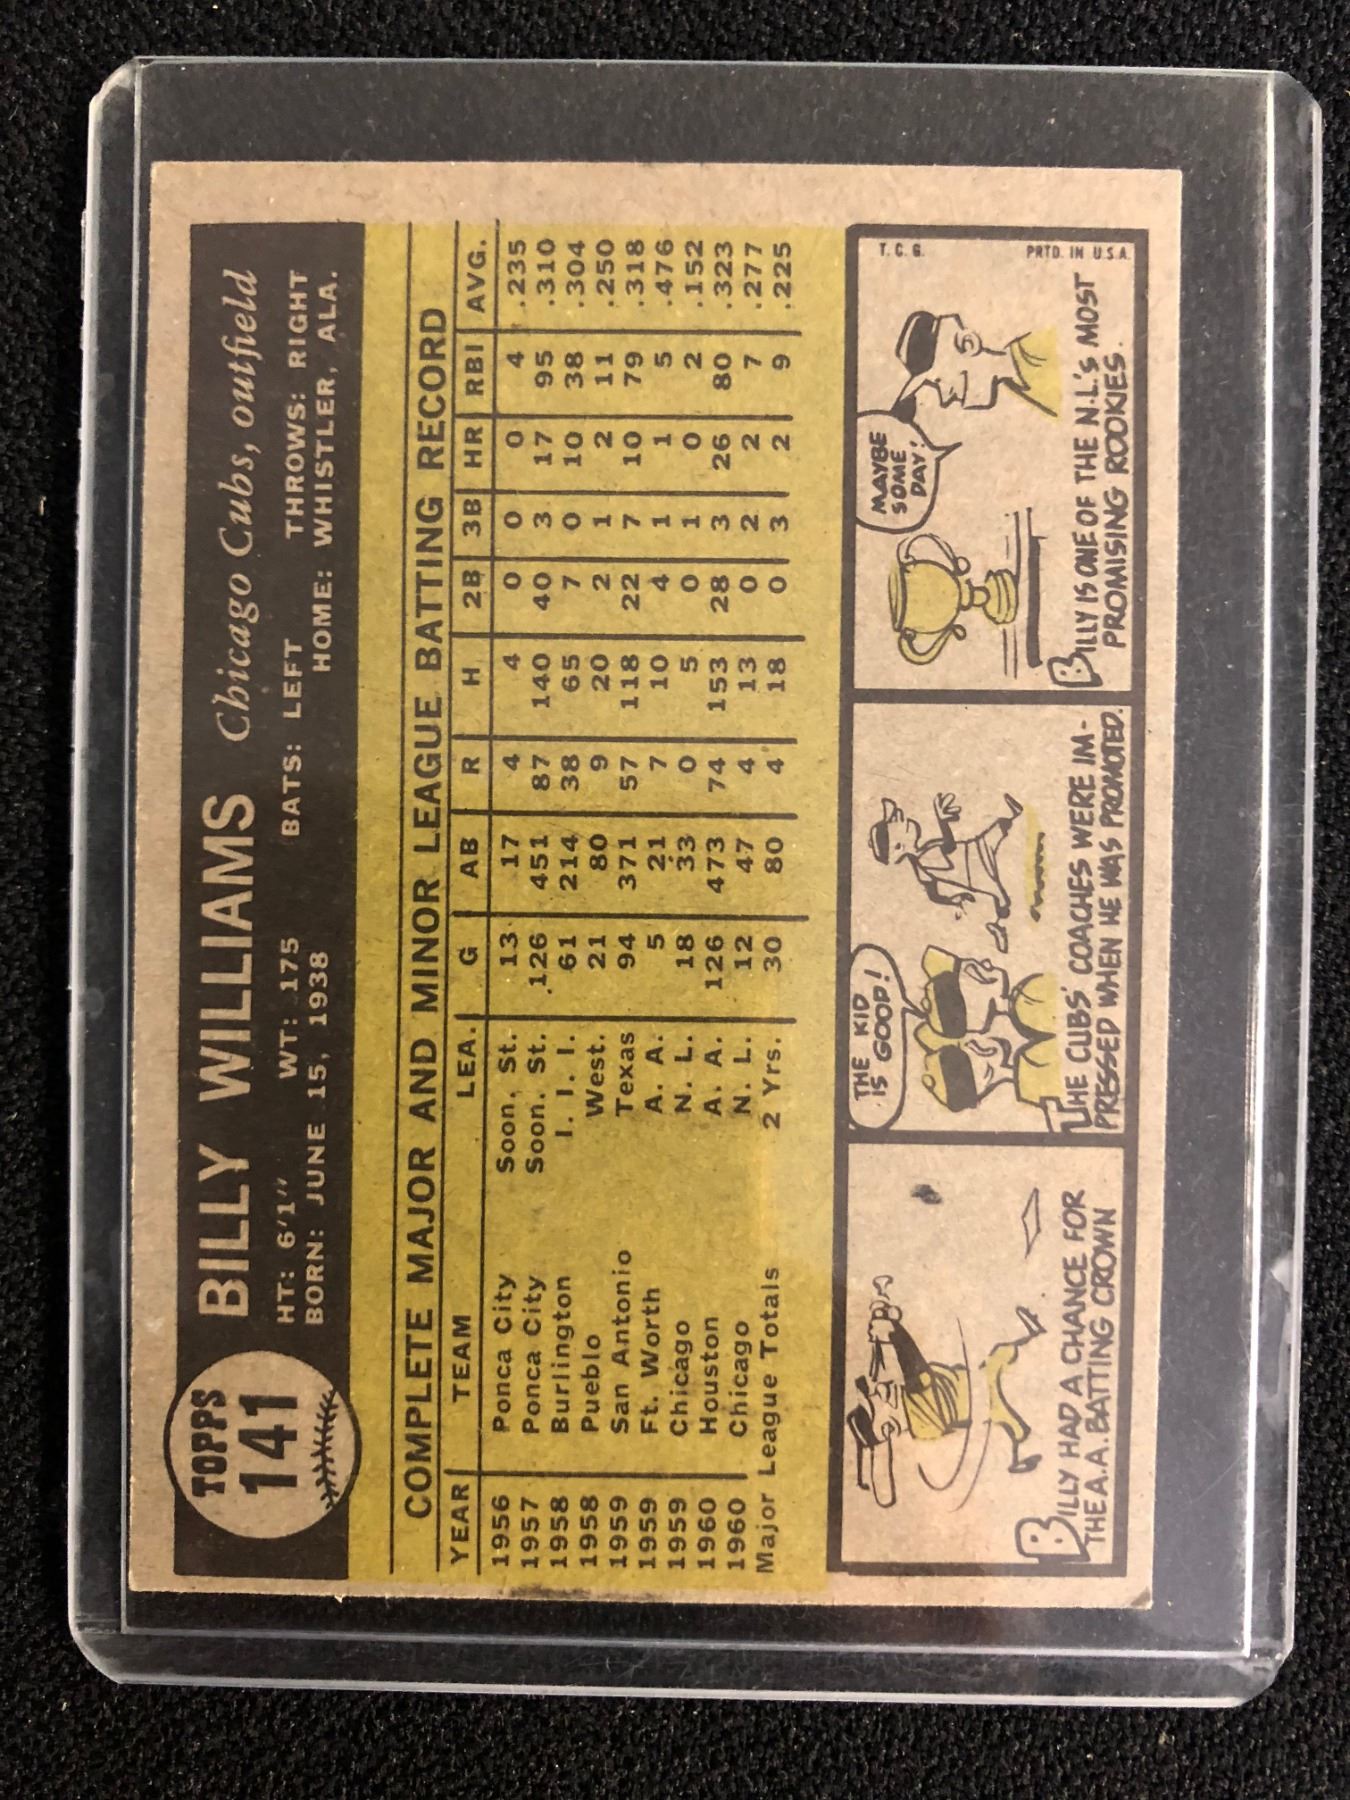 TOPPS
141
BILLY WILLIAMS Chicago Cubs, outfield
HT: 6'1" WT: 175 BATS: LEFT THROWS: RIGHT
BORN: JUNE 15, 1938 HOME: WHISTLER, ALA.
COMPLETE MAJOR AND MINOR LEAGUE BATTING RECORD
YEAR TEAM LEA. G AB R H 2B 3B HR RBI AVG.
1956 Ponca City Soon. St. 13 17 4 4 0 0 0 4 .235
1957 Ponca City Soon. St. 126 451 87 140 40 3 17 95 .310
1958 Burlington I. I. I. 61 214 38 65 7 0 10 38 .304
1958 Pueblo West. 21 80 9 20 2 1 2 11 .250
1959 San Antonio Texas 94 371 57 118 22 7 10 79 .318
1959 Ft. Worth A. A. 5 21 7 10 4 1 1 5 .476
1959 Chicago N. L. 18 33 0 5 0 1 0 2 .152
1960 Houston A. A. 126 473 74 153 28 3 26 80 .323
1960 Chicago N. L. 12 47 4 13 0 2 2 7 .277
Major League Totals 2 Yrs. 30 80 4 18 0 3 2 9 .225
BILLY HAD A CHANCE FOR
THE A.A. BATTING CROWN
THE KID
IS GOOD!
THE CUBS' COACHES WERE IM-
PRESSED WHEN HE WAS PROMOTED.
MAYBE
SOME
DAY!
T. C. G.
PRTD. IN U.S.A.
BILLY IS ONE OF THE N.L.'S MOST
PROMISING ROOKIES.